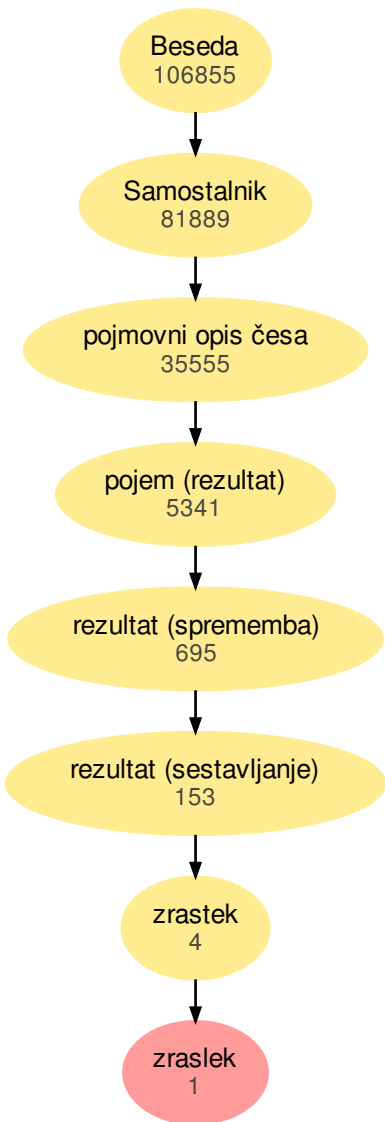 Beseda
106855
Samostalnik
81889
pojmovni opis česa
35555
pojem (rezultat)
5341
rezultat (sprememba)
695
rezultat (sestavljanje)
153
zrastek
4
zraslek
1